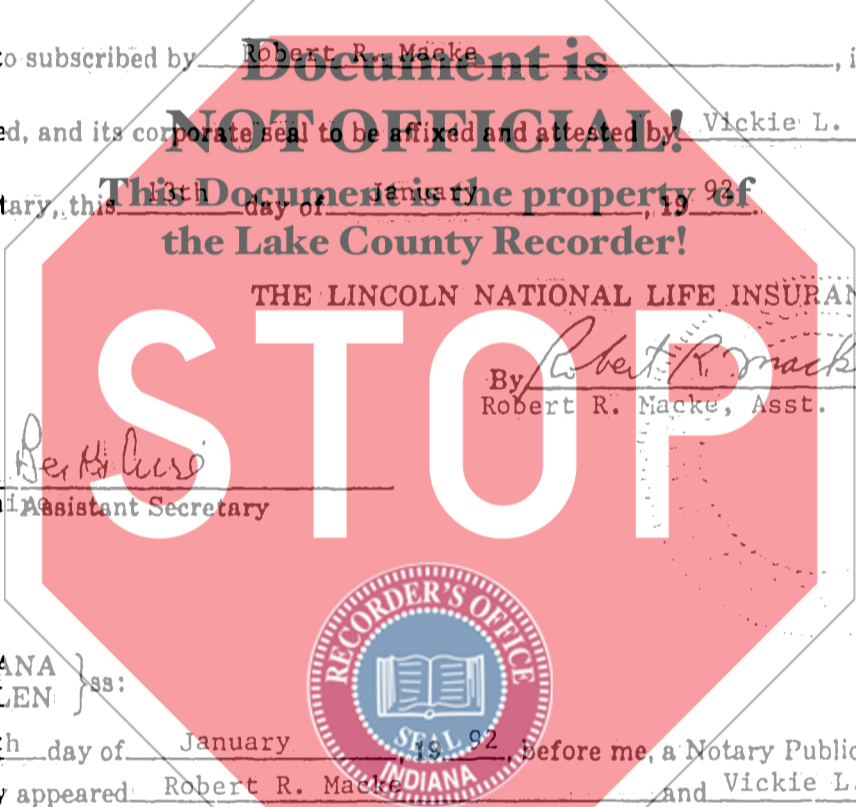 to subscribed by Robert R. Macke, i
Document is
ed, and its corporate seal to be affixed and attested by Vickie L.
NOT OFFICIAL!
tary, this 13th day of January, 19 92.
This Document is the property of
the Lake County Recorder!
THE LINCOLN NATIONAL LIFE INSURAN
STOP
By Robert R. Mack
Robert R. Macke, Asst.
Assistant Secretary
RECORDER'S OFFICE
ANA
LEN
ss:
SEAL
INDIANA
h day of January, 19 92, before me, a Notary Public
y appeared Robert R. Macke and Vickie L.